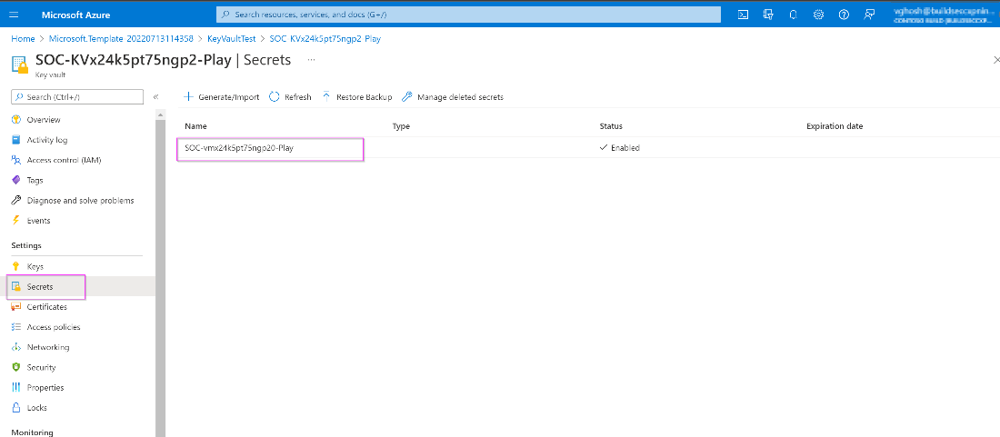 Microsoft Azure
Search resources, services, and docs (G+/)
Home > Microsoft.Template-20220713114358 > KeyVaultTest > SOC-KVx24k5pt75ngp2-Play
SOC-KVx24k5pt75ngp2-Play | Secrets ...
Key vault
Search (Ctrl+/)
«
Generate/Import Refresh Restore Backup Manage deleted secrets
Overview
Activity log
Access control (IAM)
Tags
Diagnose and solve problems
Events
Settings
Keys
Secrets
Certificates
Access policies
Networking
Security
Properties
Locks
Monitoring
Name Type Status Expiration date
SOC-vmx24k5pt75ngp20-Play Enabled